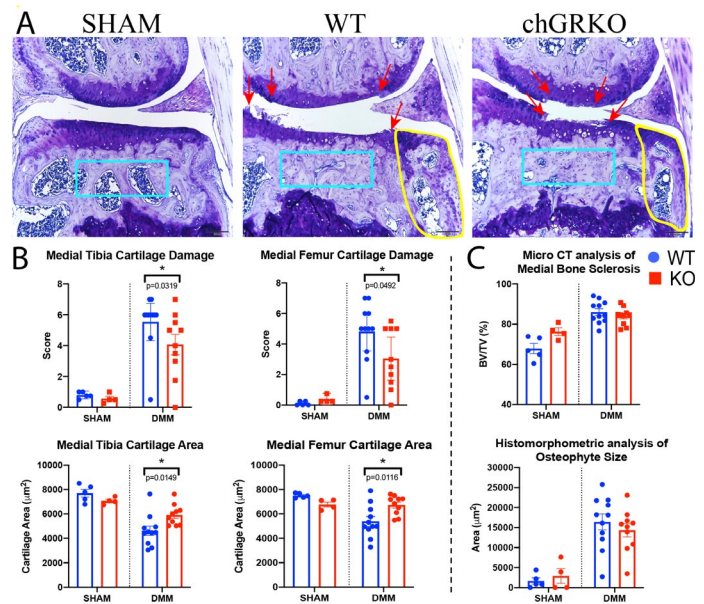 SHAM WT chGRKO
A
B
Medial Tibia Cartilage Damage
8
6
4
2
0
Score
*
p=0.0319
SHAM DMM
Medial Femur Cartilage Damage
8
6
4
2
0
Score
*
p=0.0492
SHAM DMM
Medial Tibia Cartilage Area
10000
8000
6000
4000
2000
0
Cartilage Area (μm²)
*
p=0.0149
SHAM DMM
Medial Femur Cartilage Area
10000
8000
6000
4000
2000
0
Cartilage Area (μm²)
*
p=0.0116
SHAM DMM
C
WT
KO
Micro CT analysis of
Medial Bone Sclerosis
100
90
80
70
60
BV/TV (%)
SHAM DMM
Histomorphometric analysis of
Osteophyte Size
30000
25000
20000
15000
10000
5000
0
Area (μm²)
SHAM DMM